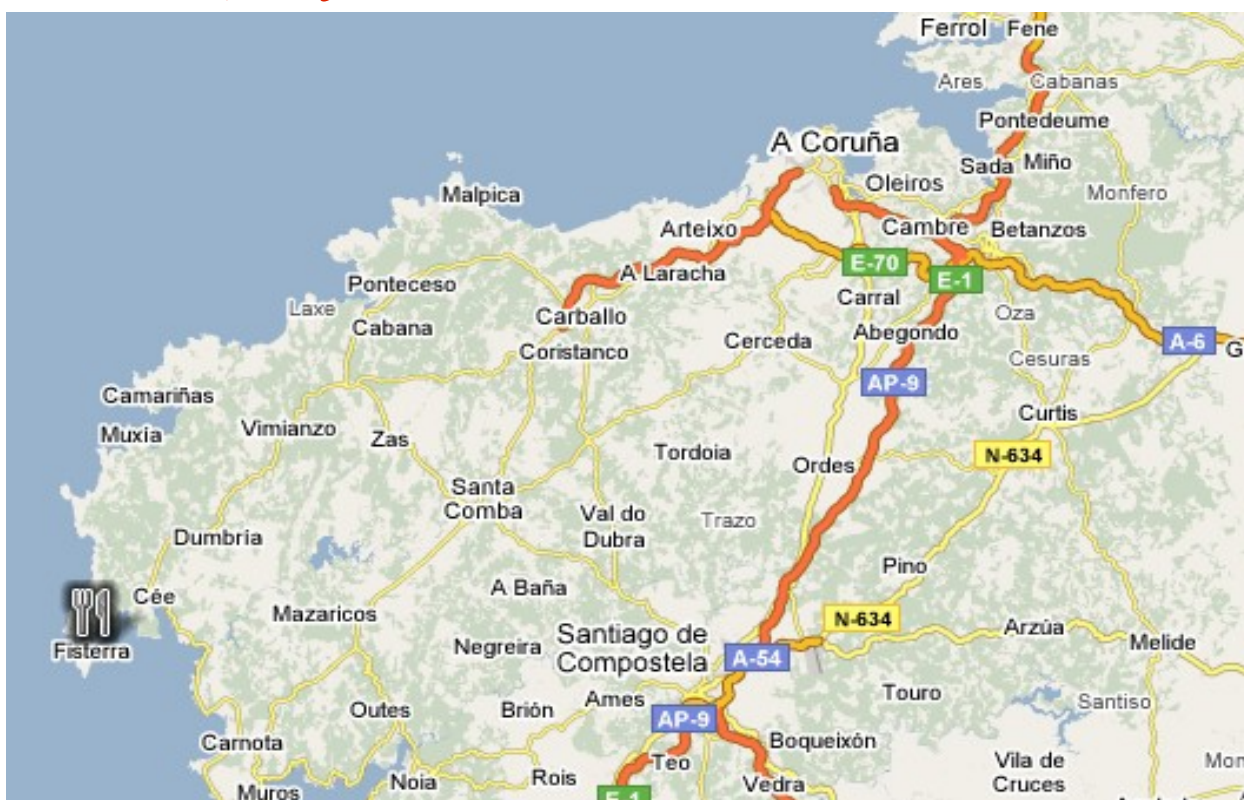 Ferrol Fene
Ares Cabanas
Pontedeume
A Coruña
Sada Miño
Oleiros
Malpica
Monfero
Arteixo
Cambre Betanzos
E-70
A Laracha
E-1
Ponteceso
Carral
Laxe
Carballo
Oza
Cabana
Abegondo
Cerceda
A-6
G
Coristanco
Cesuras
AP-9
Camariñas
Curtis
Muxía
Vimianzo
Zas
Tordoia
N-634
Ordes
Santa
Comba
Val do
Dubra
Trazo
Dumbria
Pino
A Baña
Cée
Mazaricos
N-634
Arzúa
Santiago de
Compostela
Negreira
Melide
Fisterra
A-54
Touro
Ames
Santiso
Outes
Brión
AP-9
Carnota
Boqueixón
Teo
Vila de
Cruces
Mon
Rois
Noia
Vedra
Muros
E-1